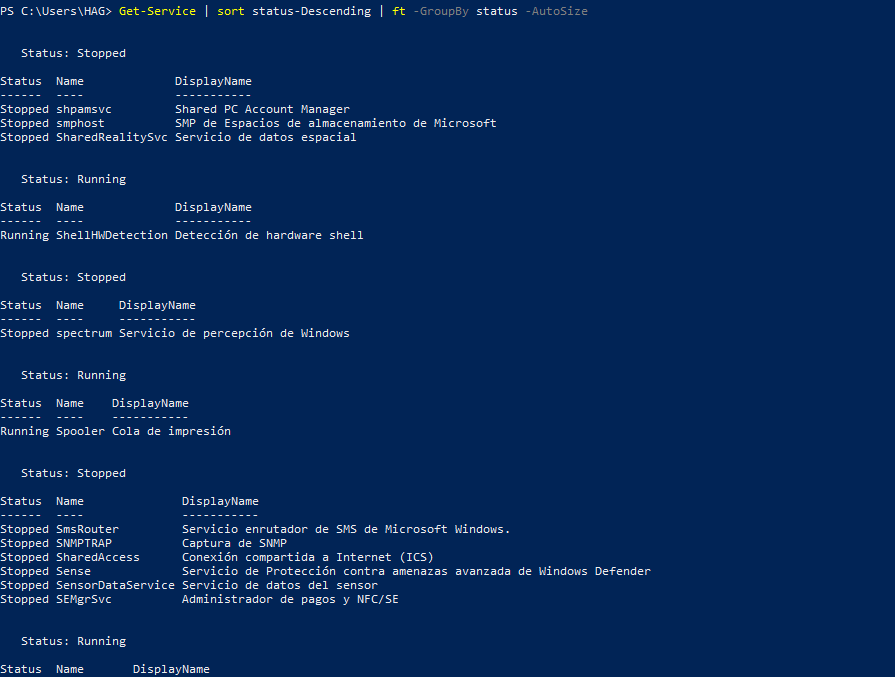 PS C:\Users\HAG> Get-Service | sort status-Descending | ft -GroupBy status -AutoSize
Status: Stopped
Status Name DisplayName
------ ---- -----------
Stopped shpamsvc Shared PC Account Manager
Stopped smphost SMP de Espacios de almacenamiento de Microsoft
Stopped SharedRealitySvc Servicio de datos espacial
Status: Running
Status Name DisplayName
------ ---- -----------
Running ShellHWDetection Detección de hardware shell
Status: Stopped
Status Name DisplayName
------ ---- -----------
Stopped spectrum Servicio de percepción de Windows
Status: Running
Status Name DisplayName
------ ---- -----------
Running Spooler Cola de impresión
Status: Stopped
Status Name DisplayName
------ ---- -----------
Stopped SmsRouter Servicio enrutador de SMS de Microsoft Windows.
Stopped SNMPTRAP Captura de SNMP
Stopped SharedAccess Conexión compartida a Internet (ICS)
Stopped Sense Servicio de Protección contra amenazas avanzada de Windows Defender
Stopped SensorDataService Servicio de datos del sensor
Stopped SEMgrSvc Administrador de pagos y NFC/SE
Status: Running
Status Name DisplayName